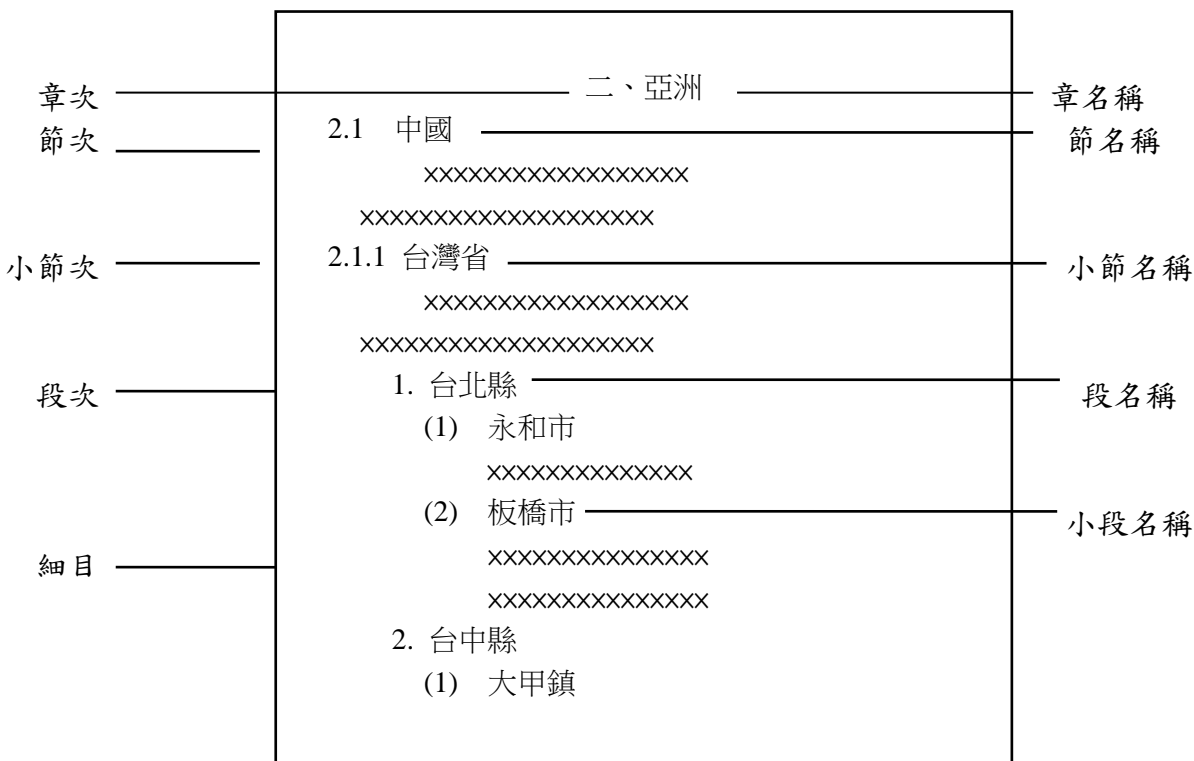 章次 二、亞洲 章名稱
節次 2.1 中國 節名稱
xxxxxxxxxxxxxxxxxx
xxxxxxxxxxxxxxxxxxxx
小節次 2.1.1 台灣省 小節名稱
xxxxxxxxxxxxxxxxxx
xxxxxxxxxxxxxxxxxxxx
段次 1. 台北縣 段名稱
(1) 永和市
xxxxxxxxxxxxxx
(2) 板橋市 小段名稱
細目 xxxxxxxxxxxxxxx
xxxxxxxxxxxxxxx
2. 台中縣
(1) 大甲鎮